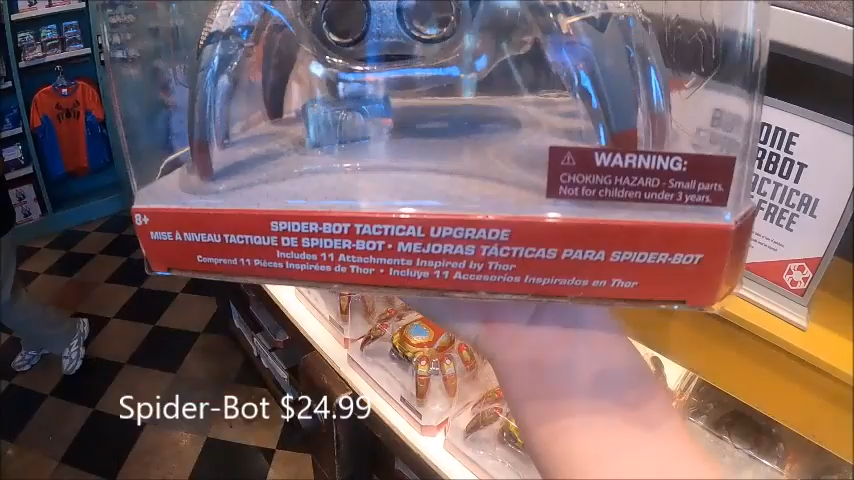 WARNING:
CHOKING HAZARD - Small parts.
Not for children under 3 years.
8+
SPIDER-BOT TACTICAL UPGRADE
MISE À NIVEAU TACTIQUE DE SPIDER-BOT • MEJORAS TÁCTICAS PARA SPIDER-BOT
Includes 11 Attachments Inspired by Thor
Comprend 11 Pièces Inspirées de Thor • Incluye 11 Accesorios Inspirados en Thor
ONE
TACTICAL
FREE
Spider-Bot $24.99